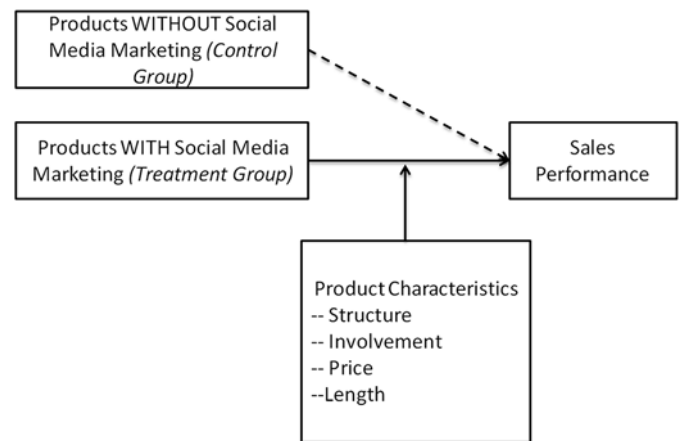 Products WITHOUT Social
Media Marketing (Control
Group)
Products WITH Social Media
Marketing (Treatment Group)
Sales
Performance
Product Characteristics
-- Structure
-- Involvement
-- Price
--Length